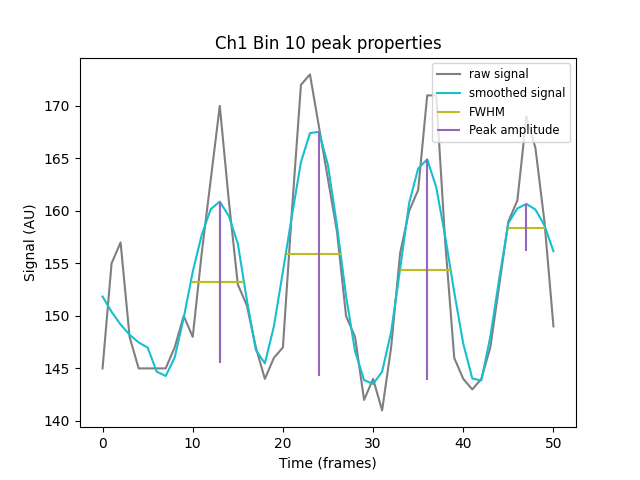 Ch1 Bin 10 peak properties
raw signal
smoothed signal
FWHM
Peak amplitude
Signal (AU)
170
165
160
155
150
145
140
0 10 20 30 40 50
Time (frames)